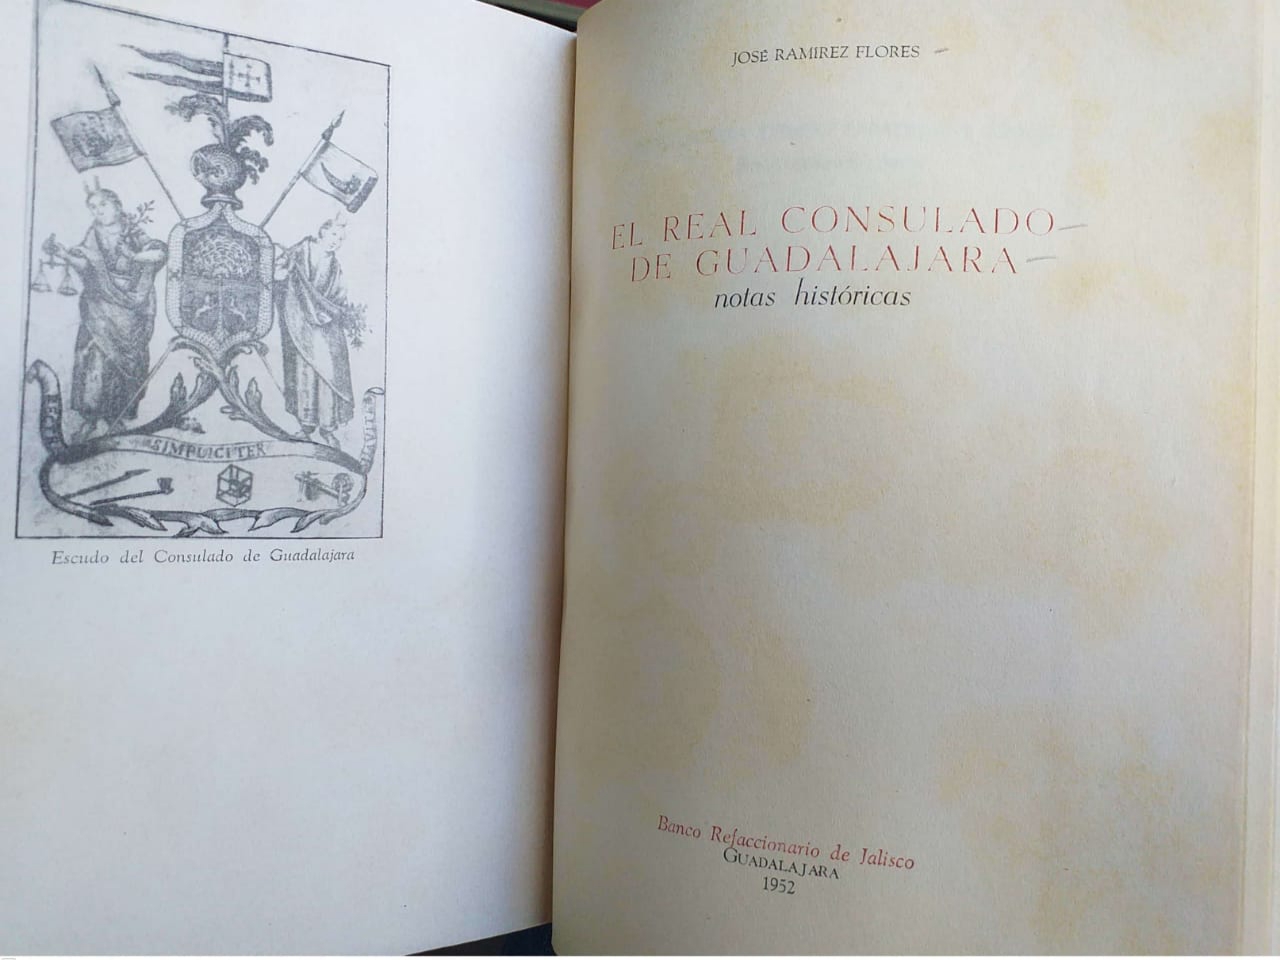 SIMPLICITER
Escudo del Consulado de Guadalajara
JOSÉ RAMIREZ FLORES
EL REAL CONSULADO
DE GUADALAJARA
notas históricas
Banco Refaccionario de Jalisco
GUADALAJARA
1952